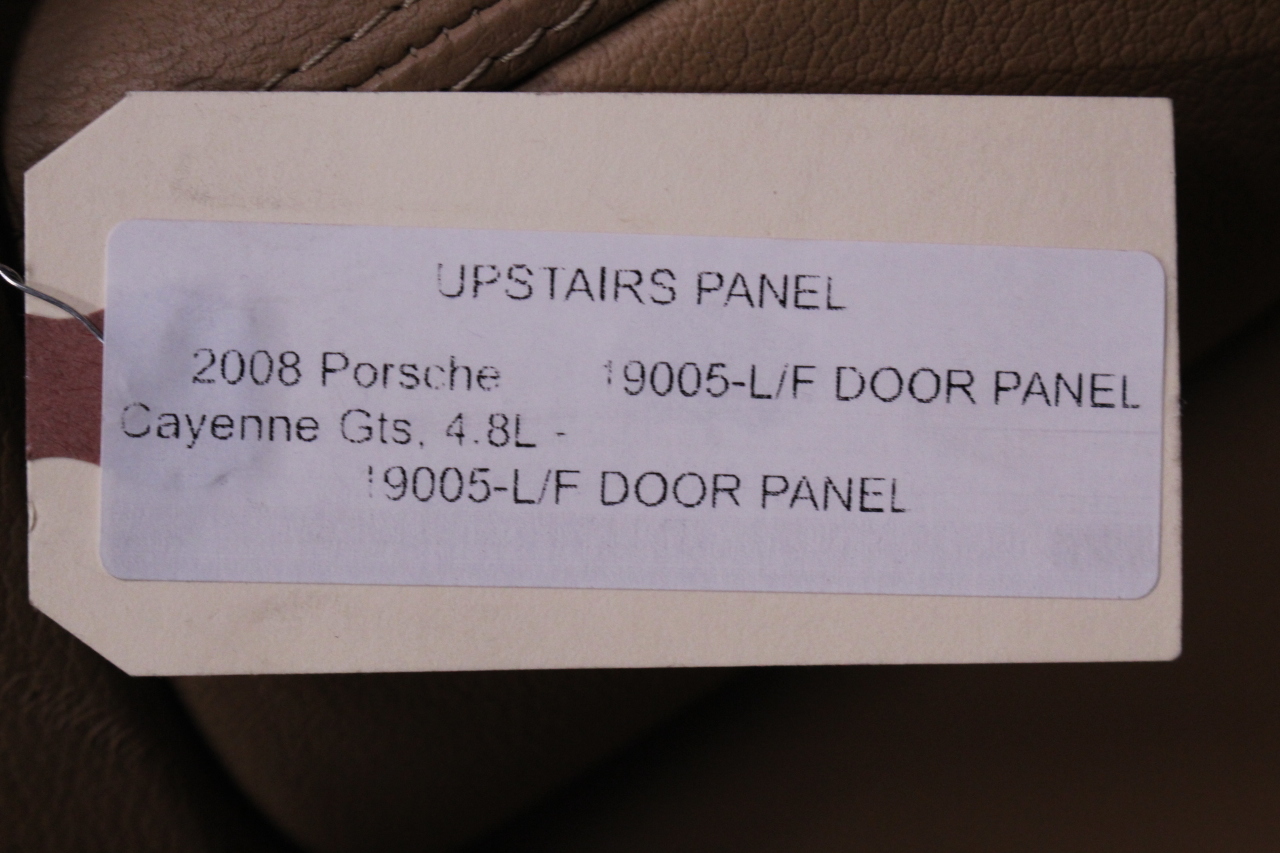 UPSTAIRS PANEL
2008 Porsche 19005-L/F DOOR PANEL
Cayenne Gts, 4.8L -
19005-L/F DOOR PANEL